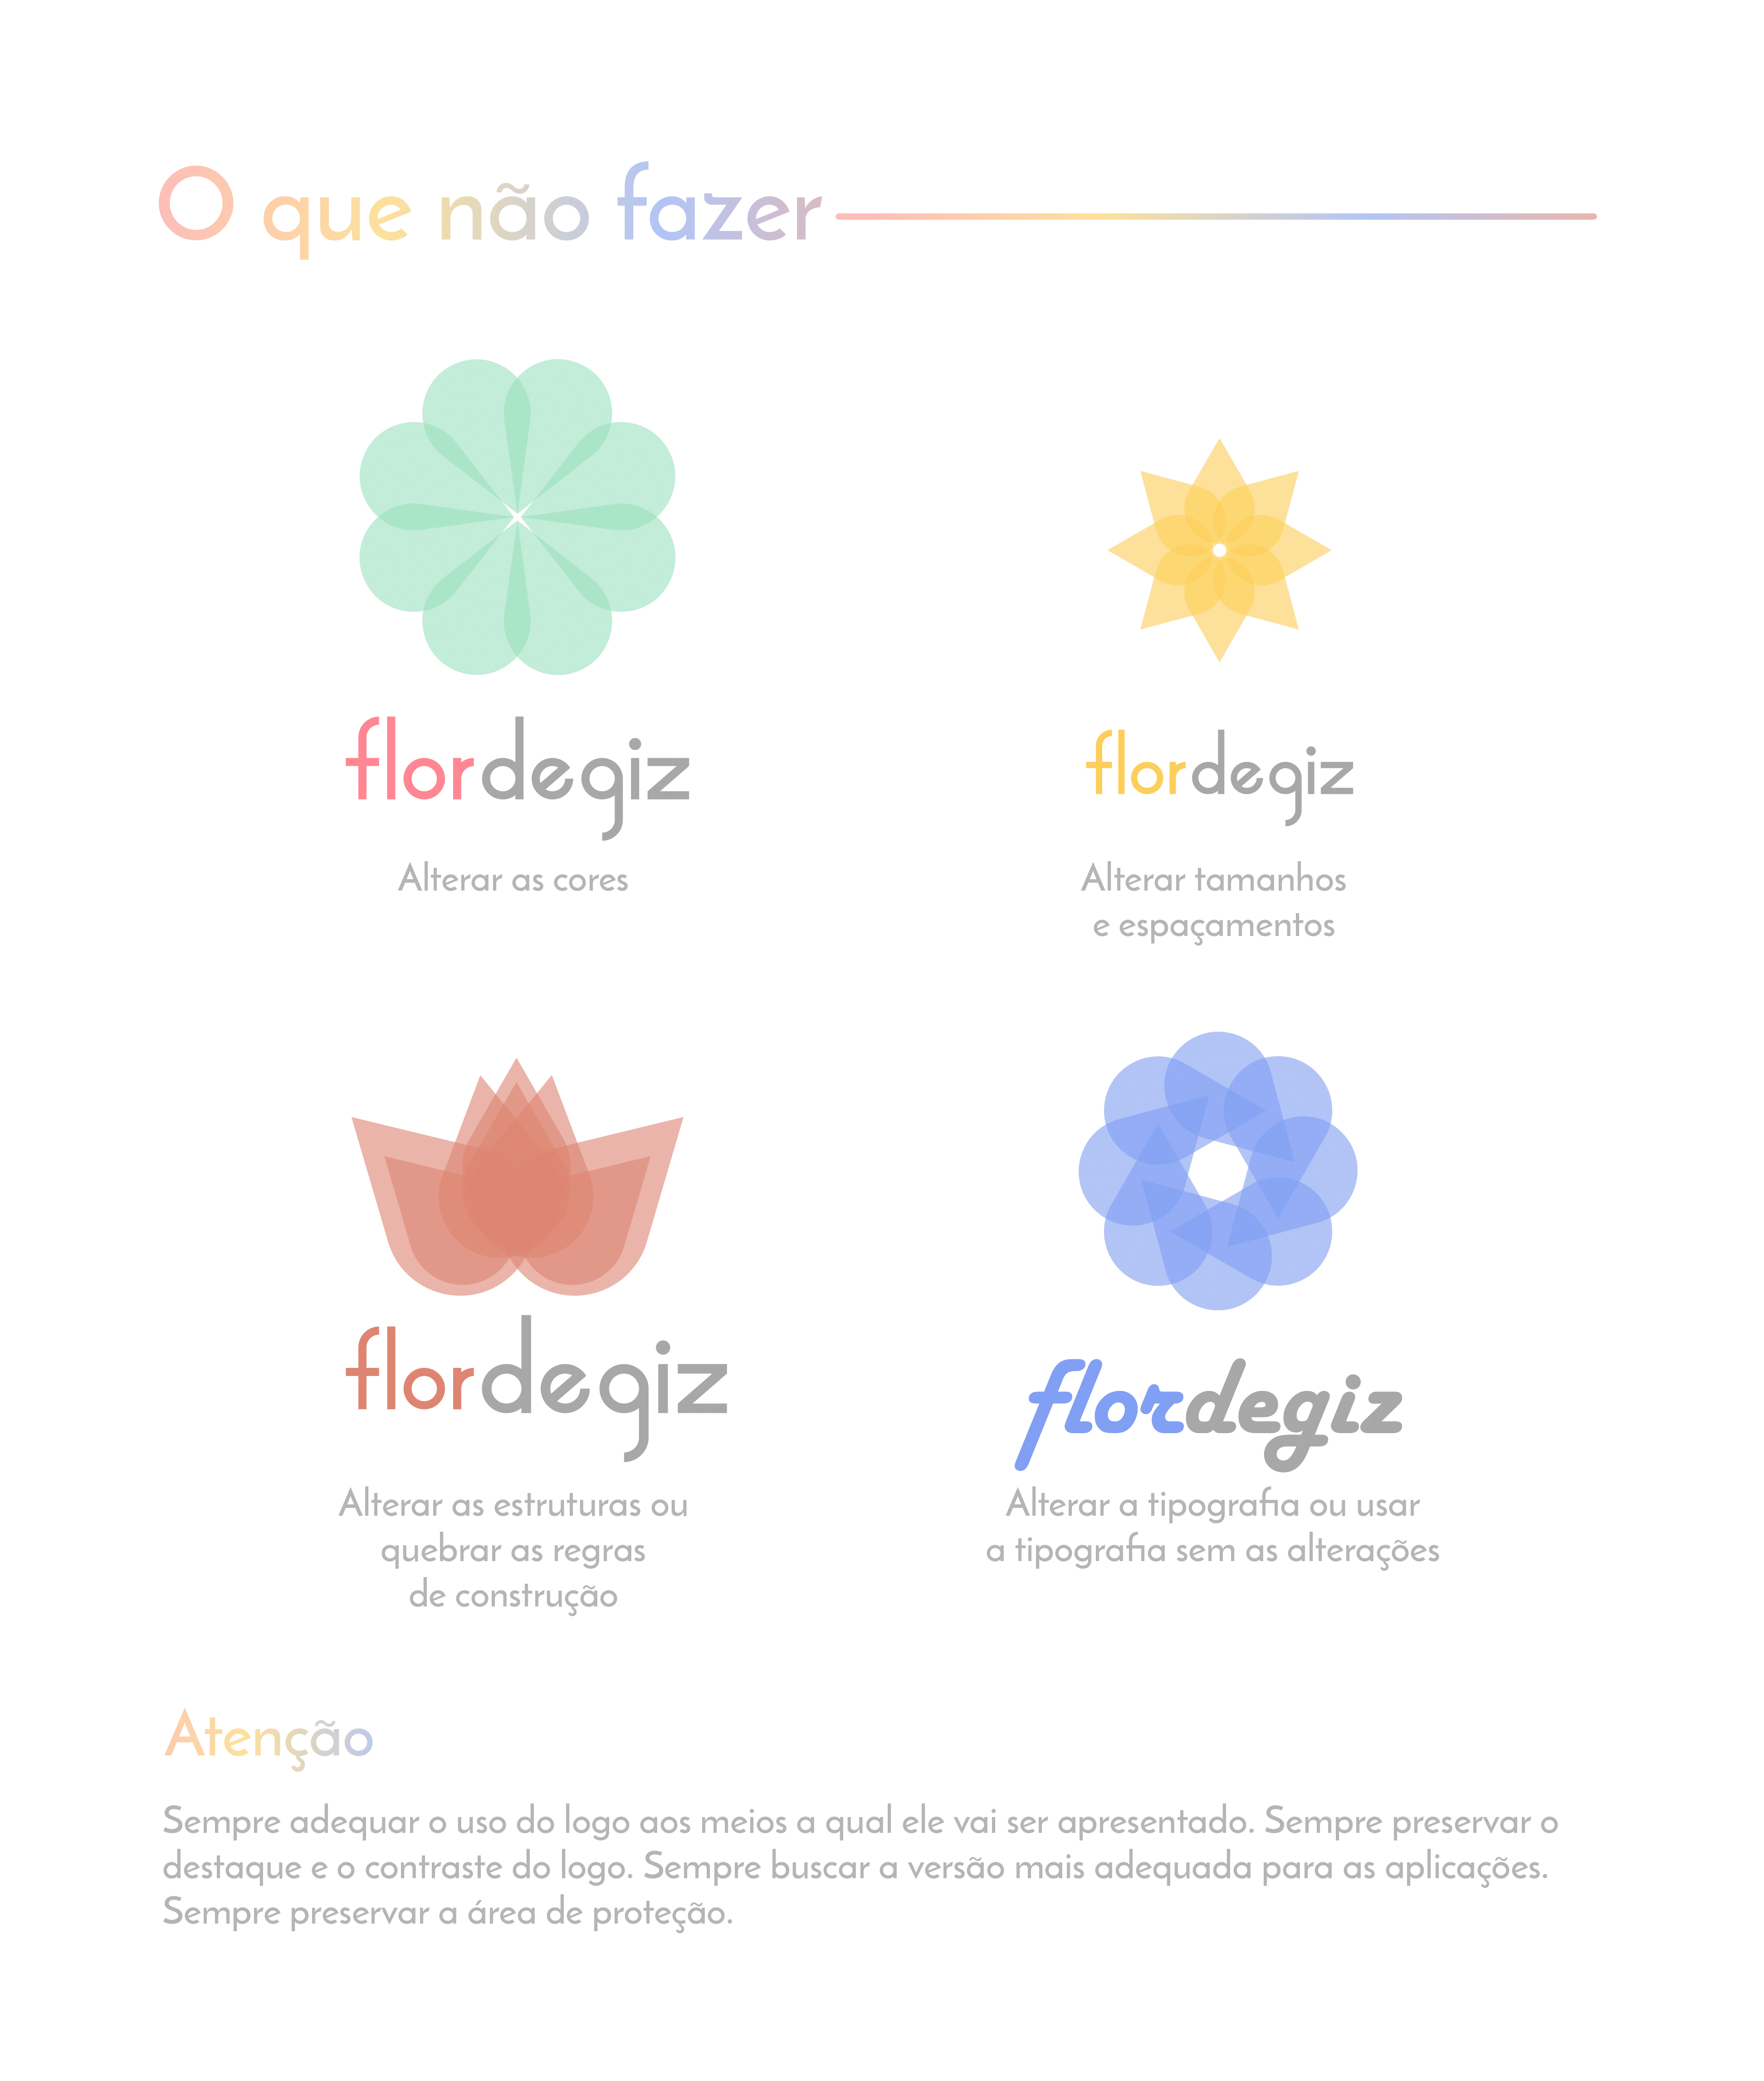 O que não fazer
flordegiz
Alterar as cores
flordegiz
Alterar tamanhos
e espaçamentos
flordegiz
Alterar as estruturas ou
quebrar as regras
de construção
flordegiz
Alterar a tipografia ou usar
a tipografia sem as alterações
Atenção
Sempre adequar o uso do logo aos meios a qual ele vai ser apresentado. Sempre preservar o
destaque e o contraste do logo. Sempre buscar a versão mais adequada para as aplicações.
Sempre preservar a área de proteção.